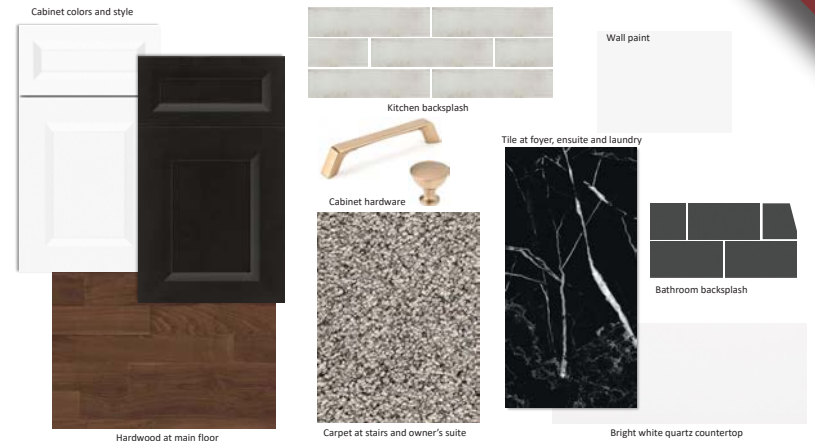 Cabinet colors and style
Kitchen backsplash
Wall paint
Cabinet hardware
Tile at foyer, ensuite and laundry
Bathroom backsplash
Hardwood at main floor
Carpet at stairs and owner's suite
Bright white quartz countertop